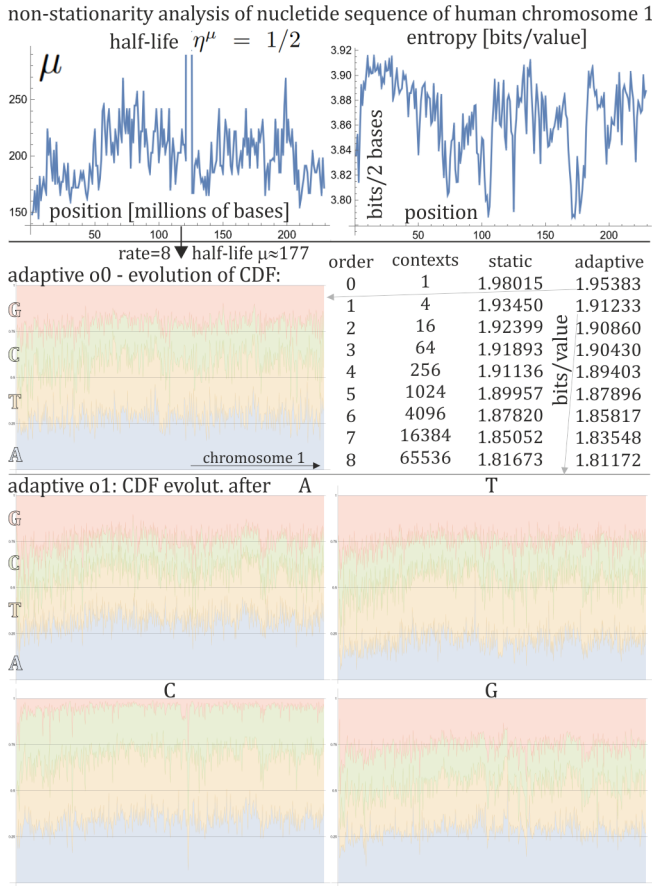 non-stationarity analysis of nucletide sequence of human chromosome 1
half-life η^μ = 1/2
entropy [bits/value]
μ
250
200
150
position [millions of bases]
50 100 150 200
3.92
3.90
3.88
3.86
3.84
3.82
3.80
bits/2 bases
position
50 100 150 200
rate=8 half-life μ≈177
adaptive o0 - evolution of CDF:
G
C
T
A
chromosome 1
order contexts static adaptive
0 1 1.98015 1.95383
1 4 1.93450 1.91233
2 16 1.92399 1.90860
3 64 1.91893 1.90430
4 256 1.91136 1.89403
5 1024 1.89957 1.87896
6 4096 1.87820 1.85817
7 16384 1.85052 1.83548
8 65536 1.81673 1.81172
bits/value
adaptive o1: CDF evolut. after A T
G
C
T
A
C G